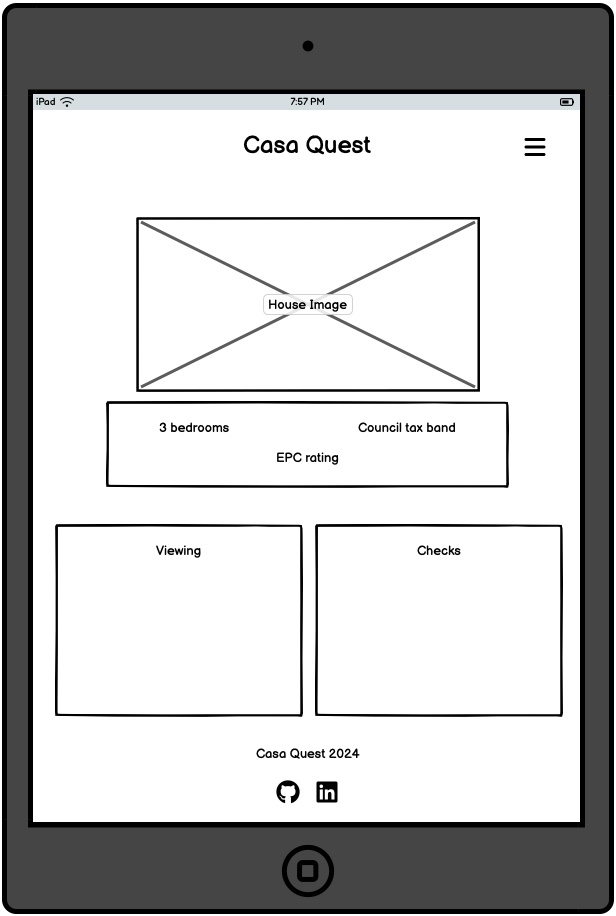 iPad 7:57 PM
Casa Quest
House Image
3 bedrooms Council tax band
EPC rating
Viewing Checks
Casa Quest 2024
in